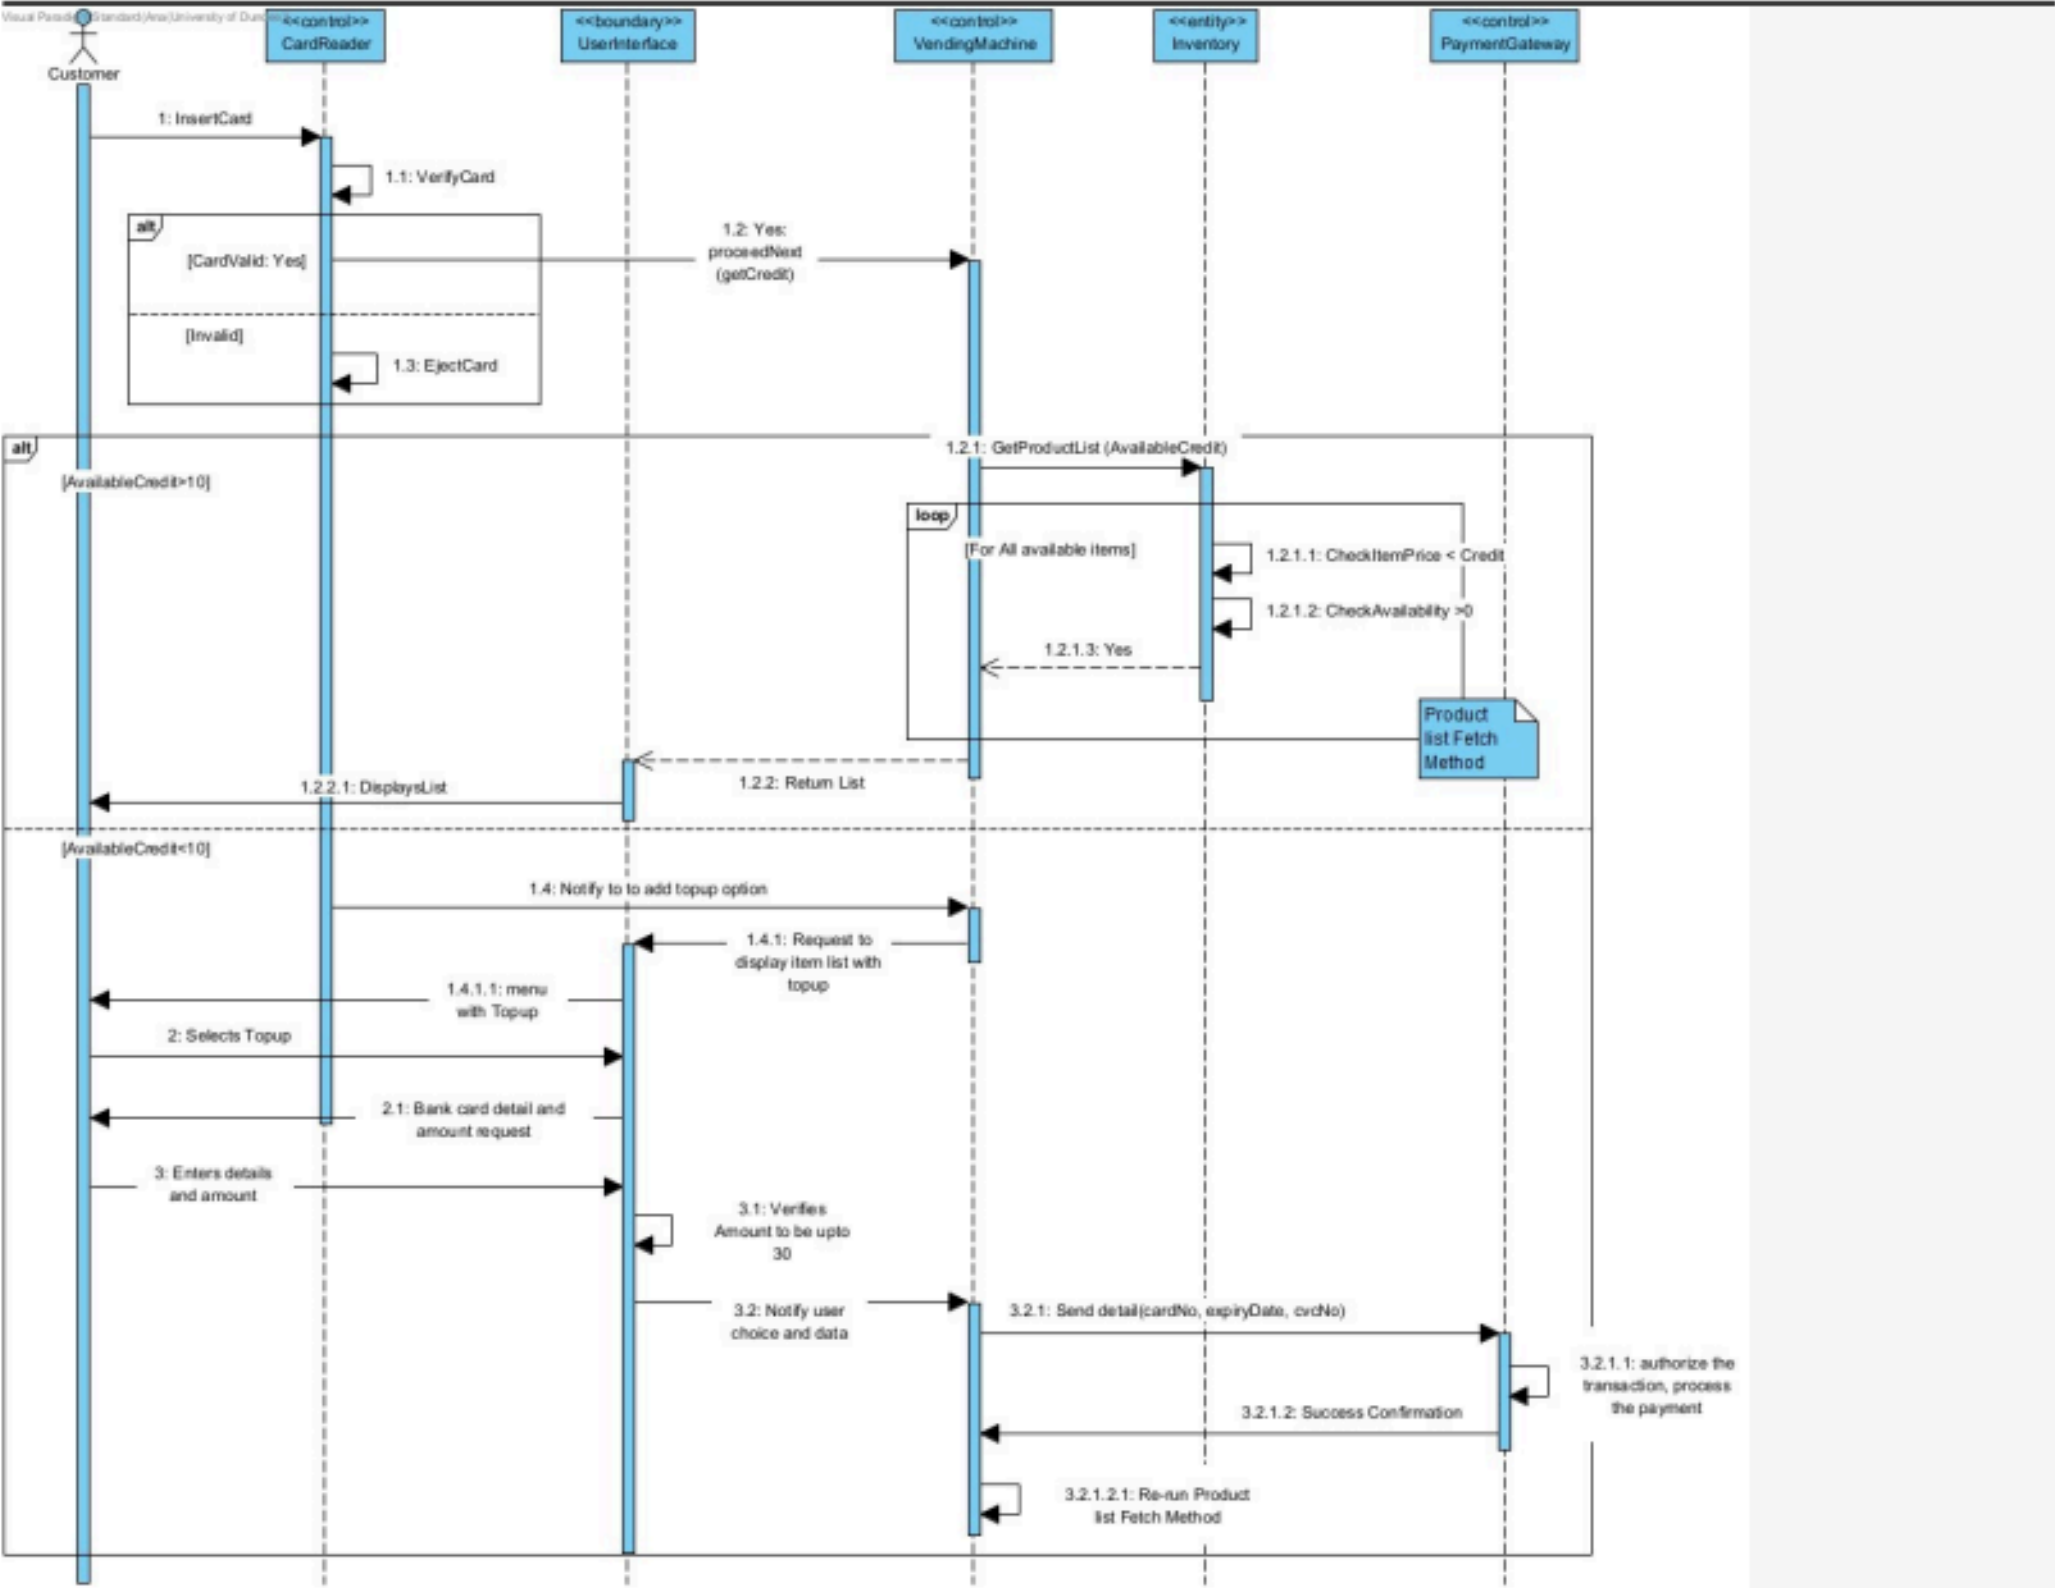 Visual Paradigm Standard(Ana(University of Dundee
<<control>>
CardReader
<<boundary>>
UserInterface
<<control>>
VendingMachine
<<entity>>
Inventory
<<control>>
PaymentGateway
Customer
1: InsertCard
1.1: VerifyCard
alt
[CardValid: Yes]
1.2: Yes:
proceedNext
(getCredit)
[Invalid]
1.3: EjectCard
alt
1.2.1: GetProductList (AvailableCredit)
[AvailableCredit>10]
loop
[For All available items]
1.2.1.1: CheckItemPrice < Credit
1.2.1.2: CheckAvailability >0
1.2.1.3: Yes
Product
list Fetch
Method
1.2.2: Return List
1.2.2.1: DisplaysList
[AvailableCredit<10]
1.4: Notify to to add topup option
1.4.1: Request to
display item list with
topup
1.4.1.1: menu
with Topup
2: Selects Topup
2.1: Bank card detail and
amount request
3: Enters details
and amount
3.1: Verifies
Amount to be upto
30
3.2: Notify user
choice and data
3.2.1: Send detail(cardNo, expiryDate, cvcNo)
3.2.1.1: authorize the
transaction, process
the payment
3.2.1.2: Success Confirmation
3.2.1.2.1: Re-run Product
list Fetch Method